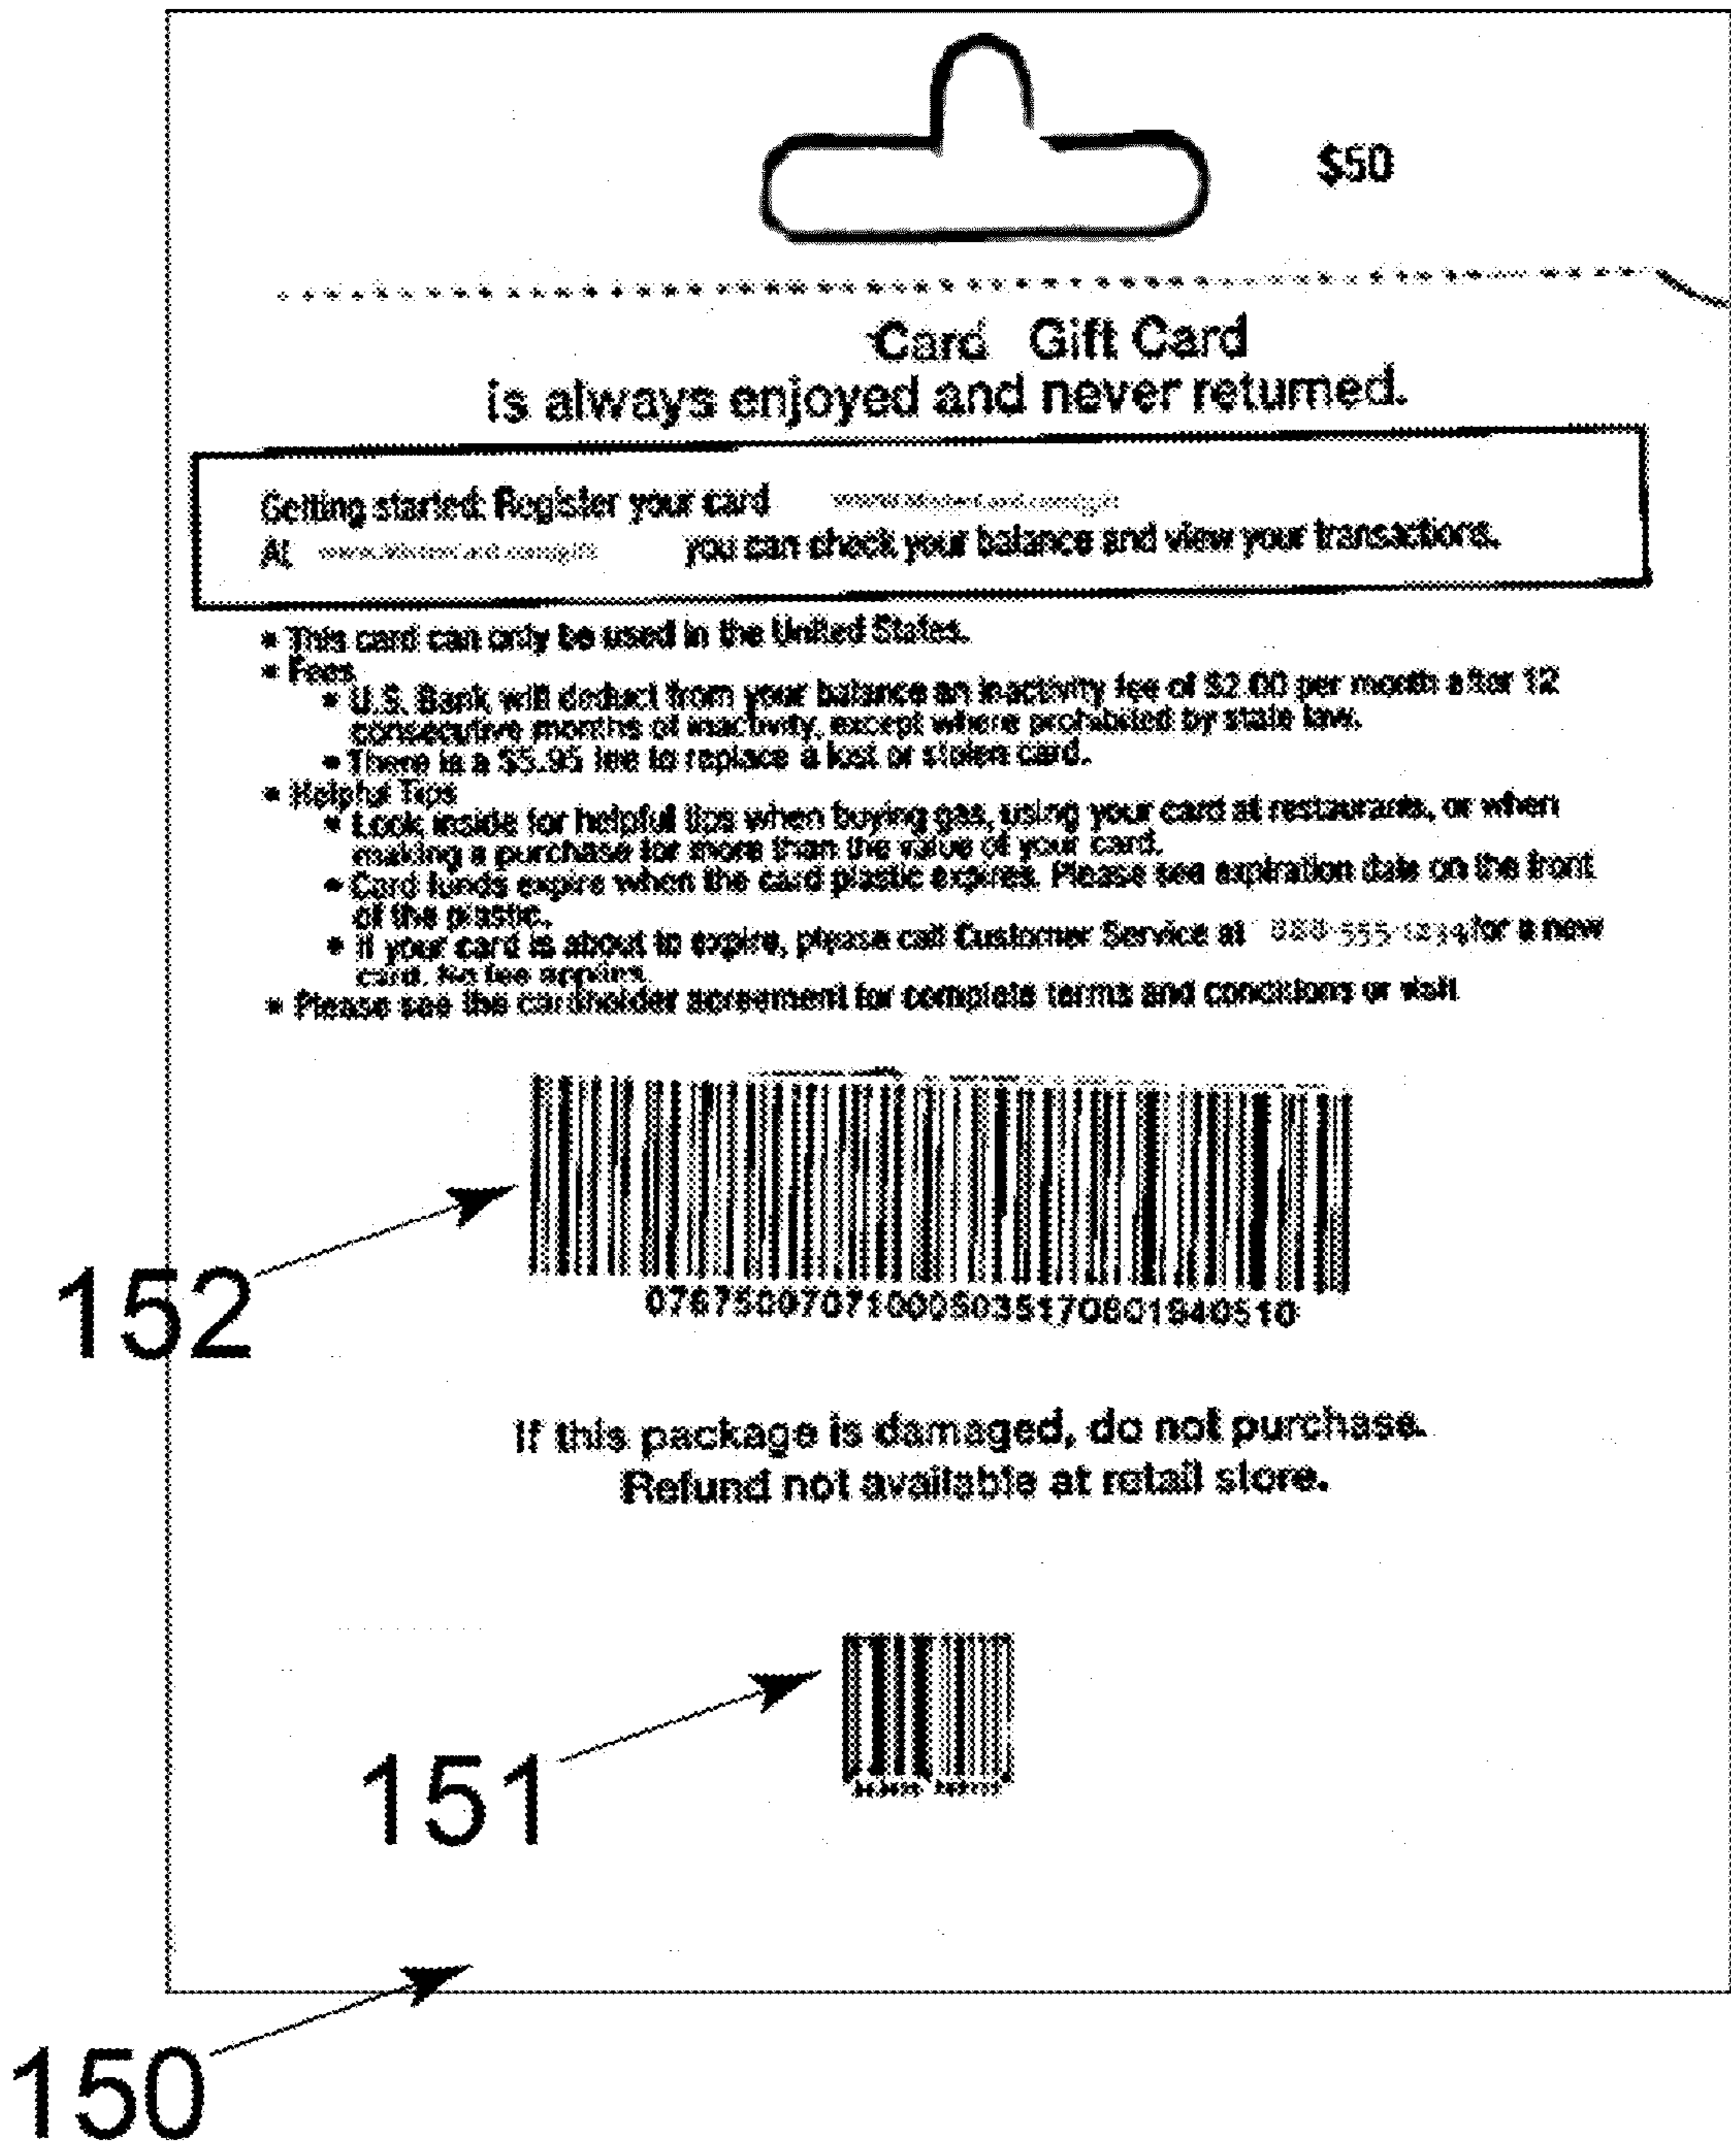 $50
Card Gift Card
is always enjoyed and never returned.
Getting started: Register your card
At you can check your balance and view your transactions.
• This card can only be used in the United States.
• Fees
• U.S. Bank will deduct from your balance an inactivity fee of $2.00 per month after 12
consecutive months of inactivity, except where prohibited by state law.
• There is a $5.95 fee to replace a lost or stolen card.
• Helpful Tips
• Look inside for helpful tips when buying gas, using your card at restaurants, or when
making a purchase for more than the value of your card.
• Card funds expire when the card plastic expires. Please see expiration date on the front
of the plastic.
• If your card is about to expire, please call Customer Service at 888-555-1234 for a new
card. No fee applies.
• Please see the cardholder agreement for complete terms and conditions or visit
152
If this package is damaged, do not purchase.
Refund not available at retail store.
151
150